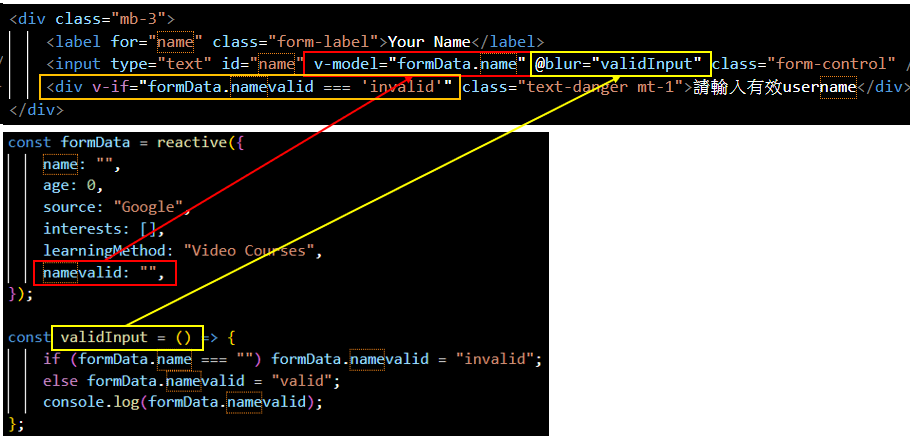 <div class="mb-3">
<label for="name" class="form-label">Your Name</label>
<input type="text" id="name" v-model="formData.name" @blur="validInput" class="form-control" /
<div v-if="formData.namevalid === 'invalid'" class="text-danger mt-1">請輸入有效username</div>
</div>
const formData = reactive({
name: "",
age: 0,
source: "Google",
interests: [],
learningMethod: "Video Courses",
namevalid: "",
});
const validInput = () => {
if (formData.name === "") formData.namevalid = "invalid";
else formData.namevalid = "valid";
console.log(formData.namevalid);
};